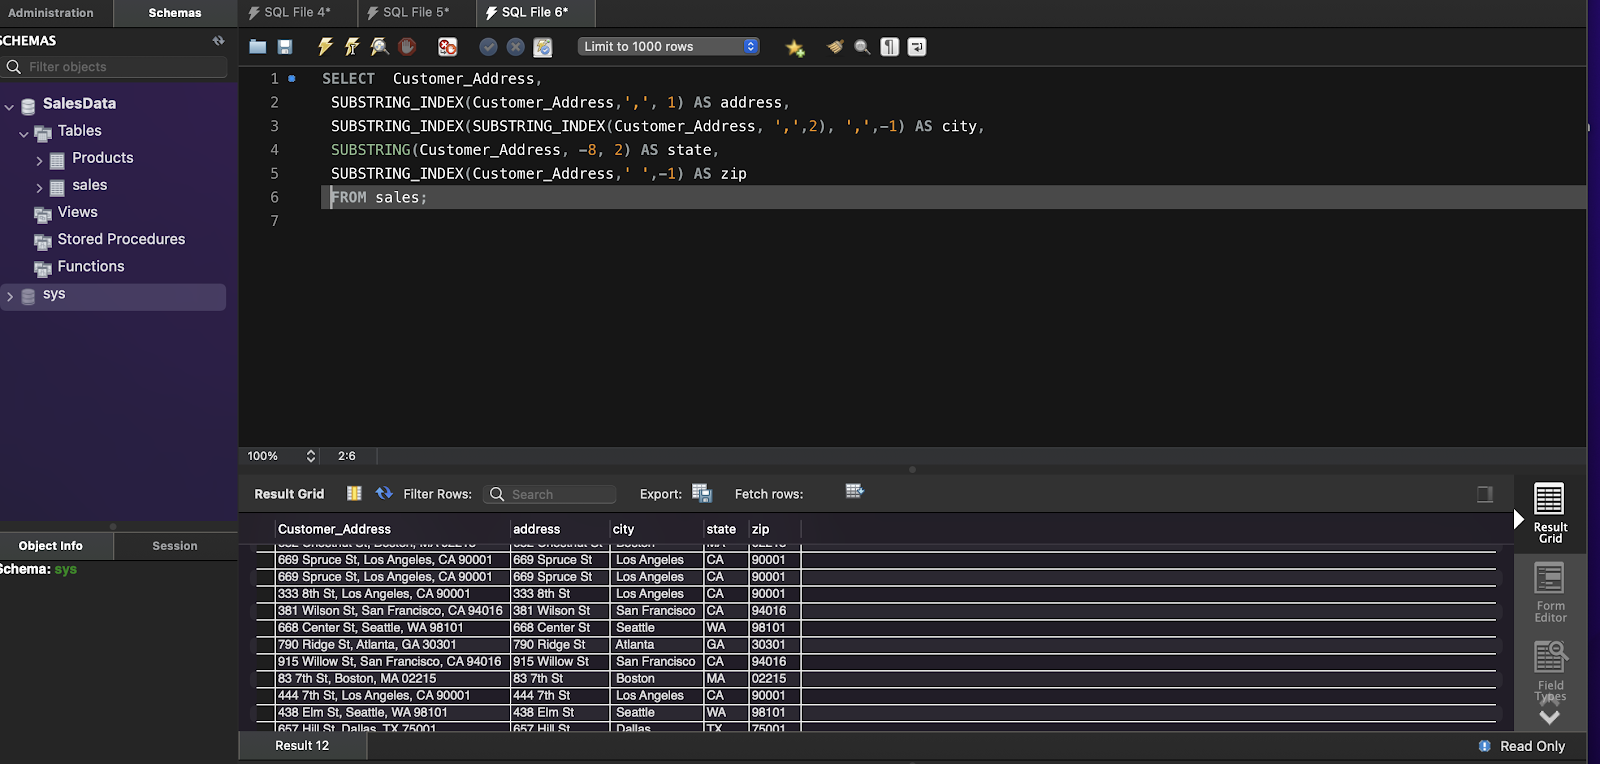 Administration
Schemas
SQL File 4*
SQL File 5*
SQL File 6*
SCHEMAS
Filter objects
Limit to 1000 rows
SalesData
Tables
Products
sales
Views
Stored Procedures
Functions
sys
1 SELECT Customer_Address,
2 SUBSTRING_INDEX(Customer_Address,',', 1) AS address,
3 SUBSTRING_INDEX(SUBSTRING_INDEX(Customer_Address, ',',2), ',',-1) AS city,
4 SUBSTRING(Customer_Address, -8, 2) AS state,
5 SUBSTRING_INDEX(Customer_Address,' ',-1) AS zip
6 FROM sales;
7
100% 2:6
Result Grid Filter Rows: Search Export: Fetch rows:
Object Info
Session
Schema: sys
Customer_Address address city state zip
669 Spruce St, Los Angeles, CA 90001 669 Spruce St Los Angeles CA 90001
669 Spruce St, Los Angeles, CA 90001 669 Spruce St Los Angeles CA 90001
333 8th St, Los Angeles, CA 90001 333 8th St Los Angeles CA 90001
381 Wilson St, San Francisco, CA 94016 381 Wilson St San Francisco CA 94016
668 Center St, Seattle, WA 98101 668 Center St Seattle WA 98101
790 Ridge St, Atlanta, GA 30301 790 Ridge St Atlanta GA 30301
915 Willow St, San Francisco, CA 94016 915 Willow St San Francisco CA 94016
83 7th St, Boston, MA 02215 83 7th St Boston MA 02215
444 7th St, Los Angeles, CA 90001 444 7th St Los Angeles CA 90001
438 Elm St, Seattle, WA 98101 438 Elm St Seattle WA 98101
657 Hill St, Dallas, TX 75001 657 Hill St Dallas TX 75001
Result
Grid
Form
Editor
Field
Types
Result 12
Read Only